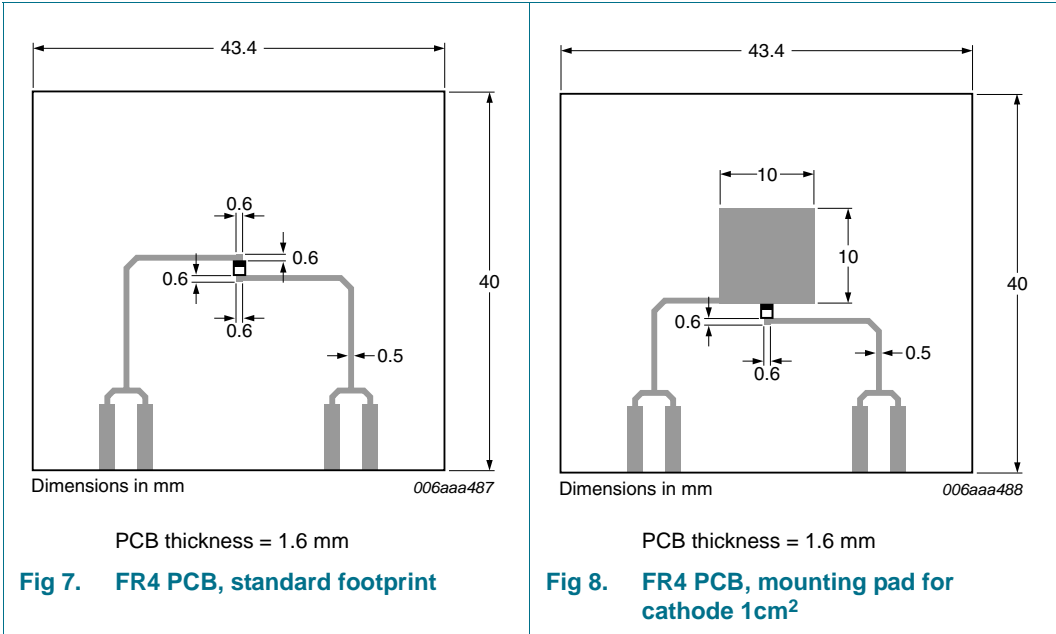 43.4
0.6
0.6
0.6
0.6
40
0.5
Dimensions in mm
006aaa487
PCB thickness = 1.6 mm
Fig 7. FR4 PCB, standard footprint
43.4
10
10
40
0.6
0.6
0.5
Dimensions in mm
006aaa488
PCB thickness = 1.6 mm
Fig 8. FR4 PCB, mounting pad for
cathode 1cm²